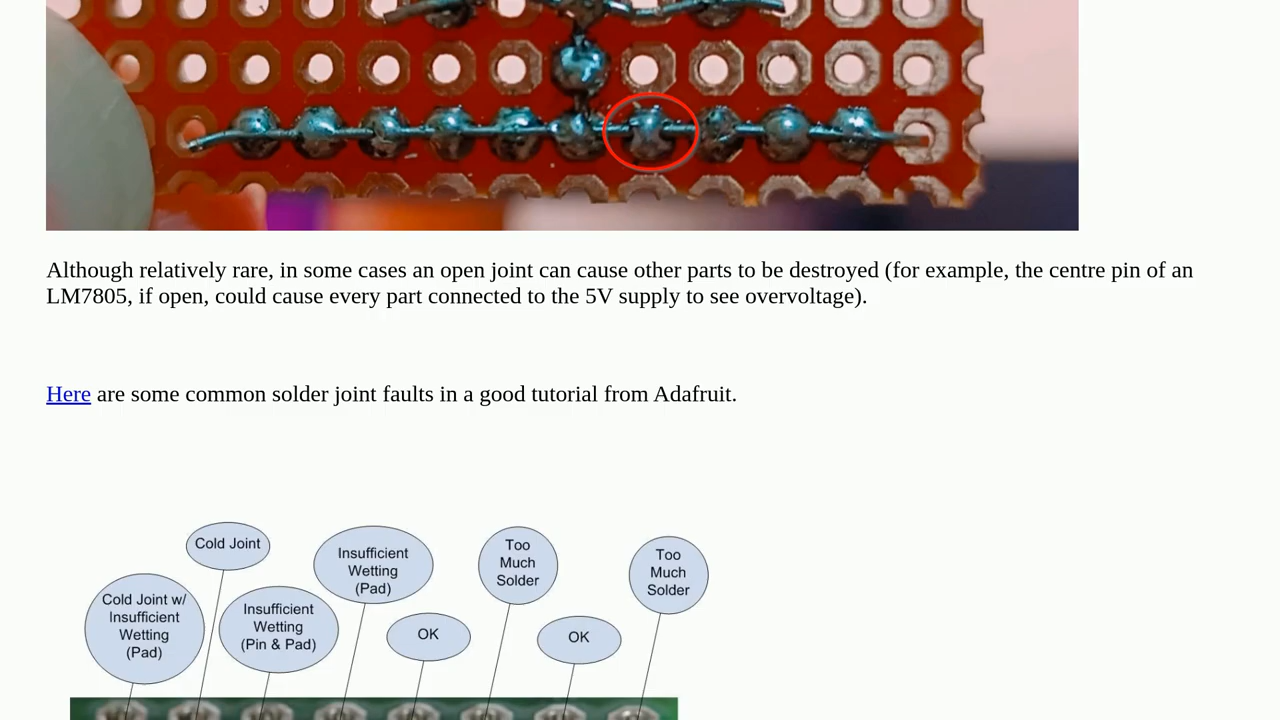 Although relatively rare, in some cases an open joint can cause other parts to be destroyed (for example, the centre pin of an
LM7805, if open, could cause every part connected to the 5V supply to see overvoltage).
Here are some common solder joint faults in a good tutorial from Adafruit.
Cold Joint w/
Insufficient
Wetting
(Pad)
Cold Joint
Insufficient
Wetting
(Pin & Pad)
Insufficient
Wetting
(Pad)
OK
Too
Much
Solder
OK
Too
Much
Solder